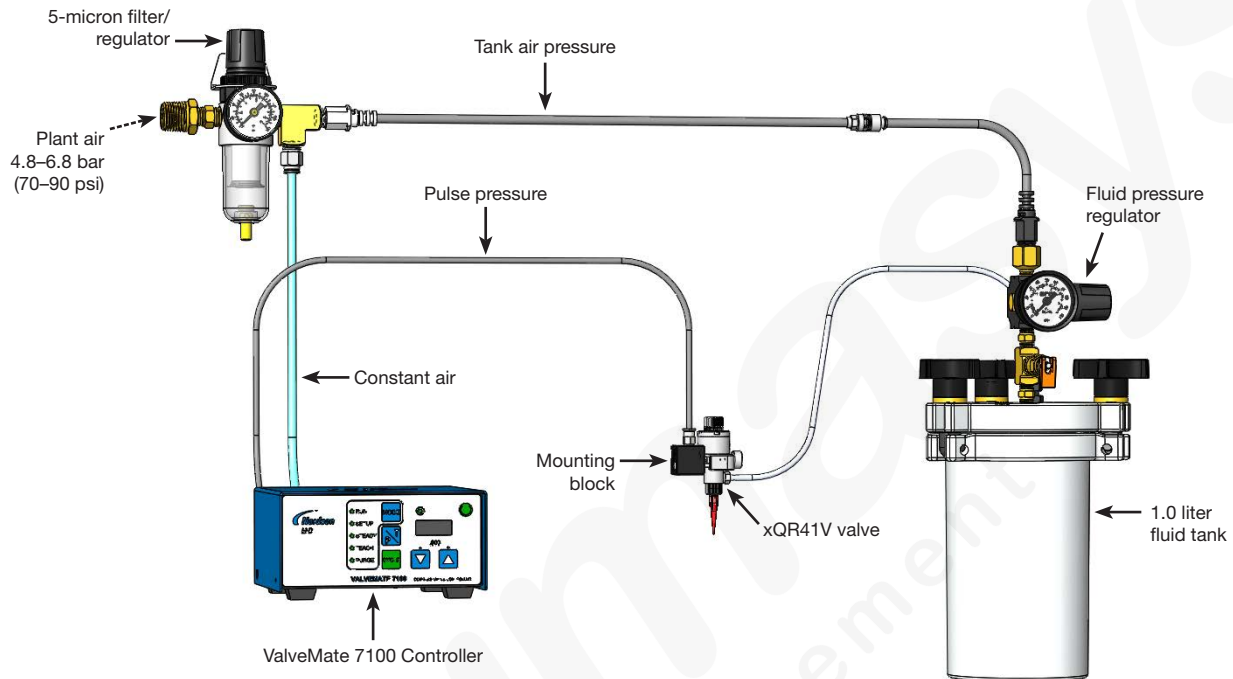 5-micron filter/
regulator
Tank air pressure
Plant air
4.8–6.8 bar
(70–90 psi)
Pulse pressure
Fluid pressure
regulator
Constant air
Mounting
block
xQR41V valve
1.0 liter
fluid tank
Nordson
EFD
RUN
SETUP
STEADY
TEACH
PURGE
MODE
VALVEMATE 7100
ValveMate 7100 Controller
ement